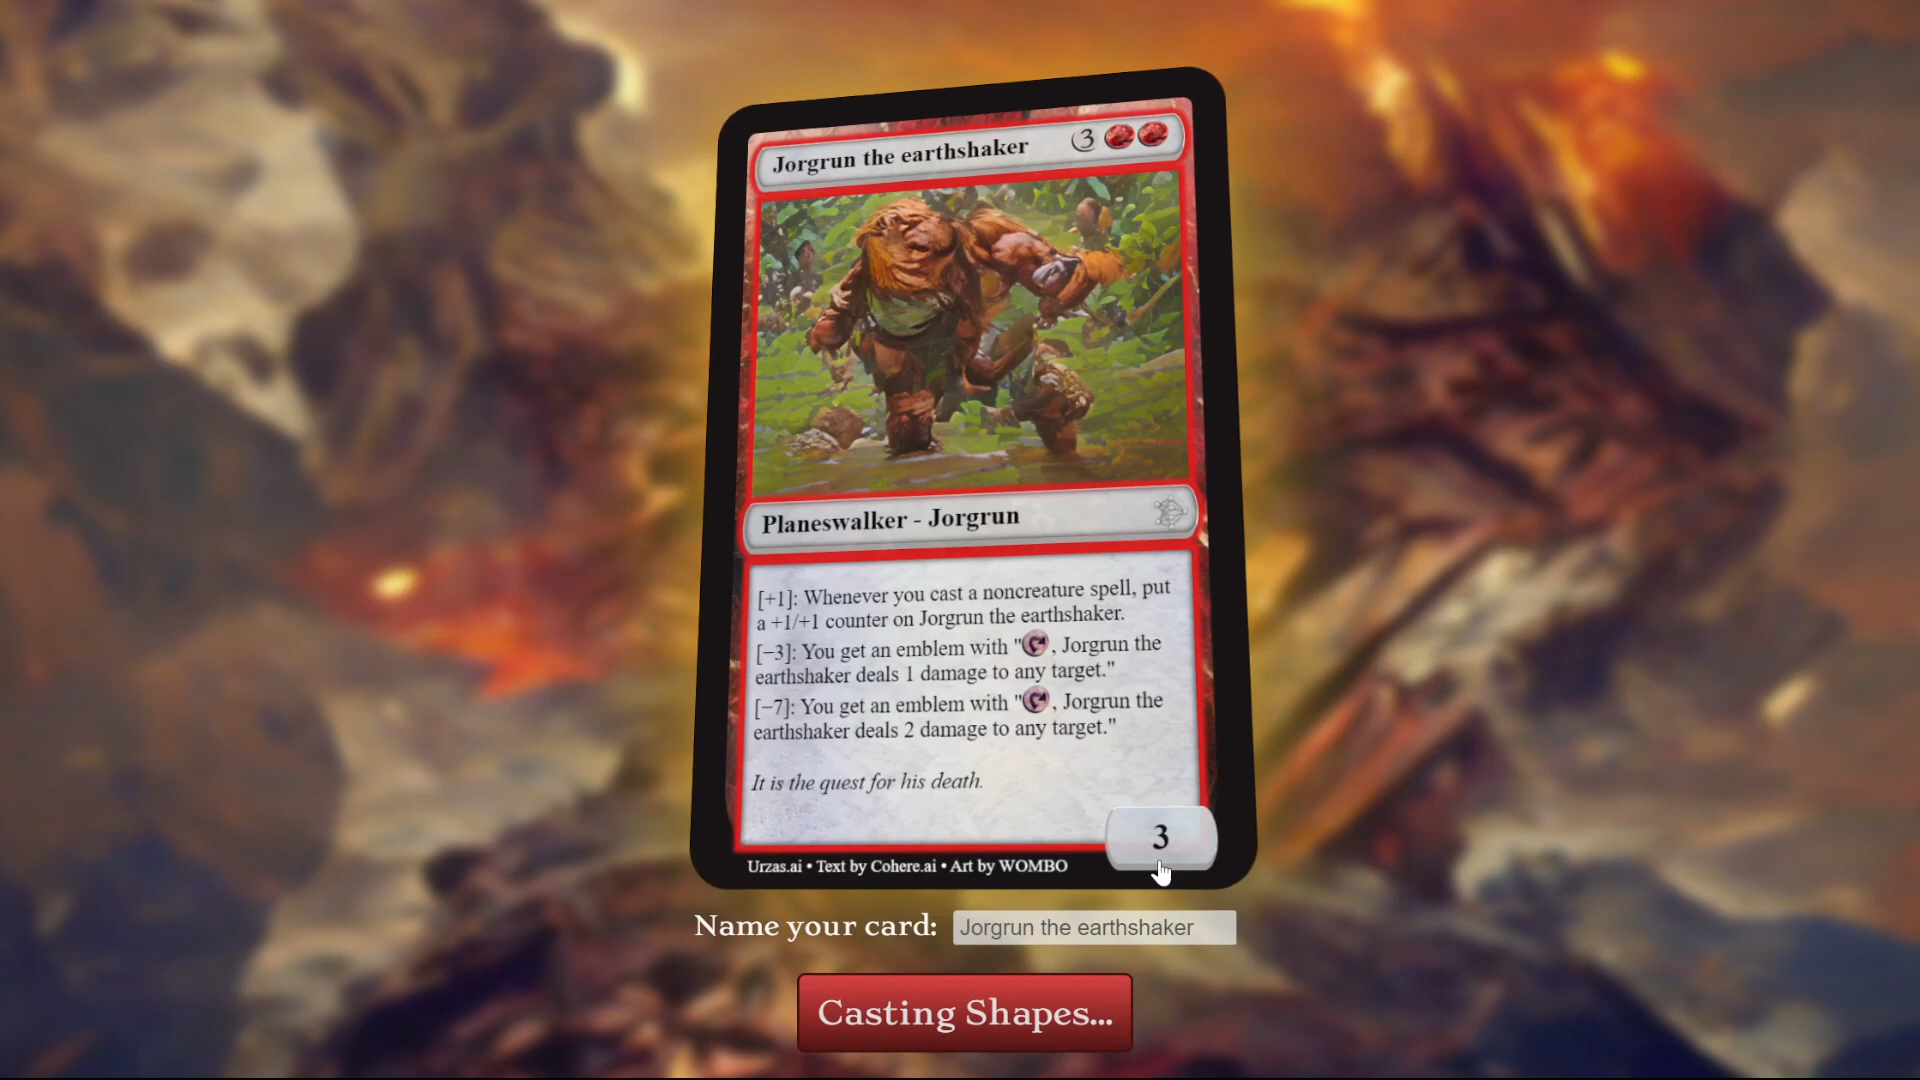 Jorgrun the earthshaker 3
Planeswalker - Jorgrun
[+1]: Whenever you cast a noncreature spell, put
a +1/+1 counter on Jorgrun the earthshaker.
[−3]: You get an emblem with ", Jorgrun the
earthshaker deals 1 damage to any target."
[−7]: You get an emblem with ", Jorgrun the
earthshaker deals 2 damage to any target."
It is the quest for his death.
3
Urzas.ai • Text by Cohere.ai • Art by WOMBO
Name your card: Jorgrun the earthshaker
Casting Shapes...